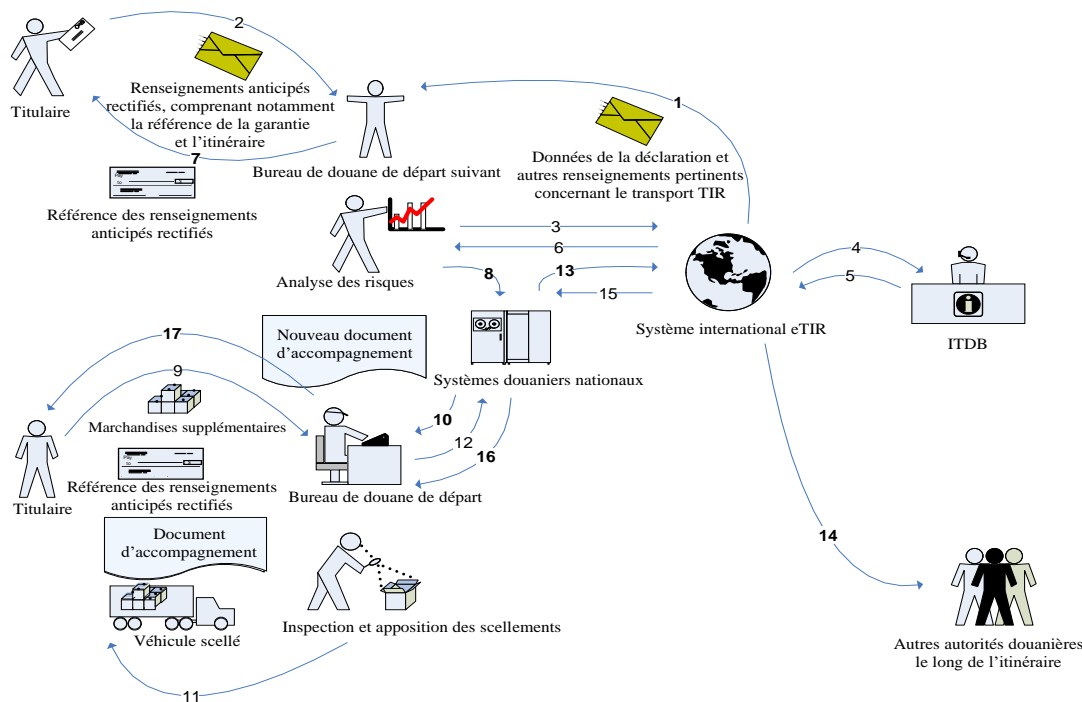 2
1
Renseignements anticipés
rectifiés, comprenant notamment
la référence de la garantie
et l'itinéraire
Titulaire
7
Bureau de douane de départ suivant
Données de la déclaration et
autres renseignements pertinents
concernant le transport TIR
Pay
to
Référence des renseignements
anticipés rectifiés
3
6
4
5
Analyse des risques
8
13
15
Système international eTIR
ITDB
Nouveau document
d'accompagnement
17
Systèmes douaniers nationaux
9
Marchandises supplémentaires
10
12
16
Pay
to
Titulaire
Référence des renseignements
anticipés rectifiés
Bureau de douane de départ
Document
d'accompagnement
14
Véhicule scellé
Inspection et apposition des scellements
Autres autorités douanières
le long de l'itinéraire
11